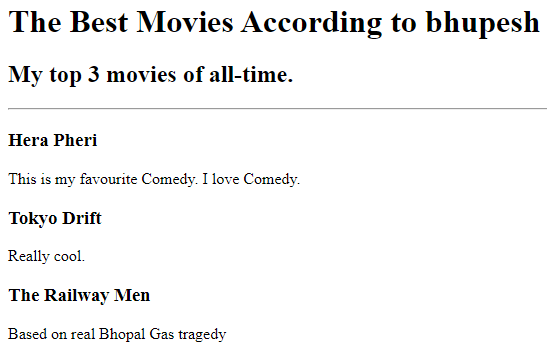 The Best Movies According to bhupesh
My top 3 movies of all-time.
Hera Pheri
This is my favourite Comedy. I love Comedy.
Tokyo Drift
Really cool.
The Railway Men
Based on real Bhopal Gas tragedy